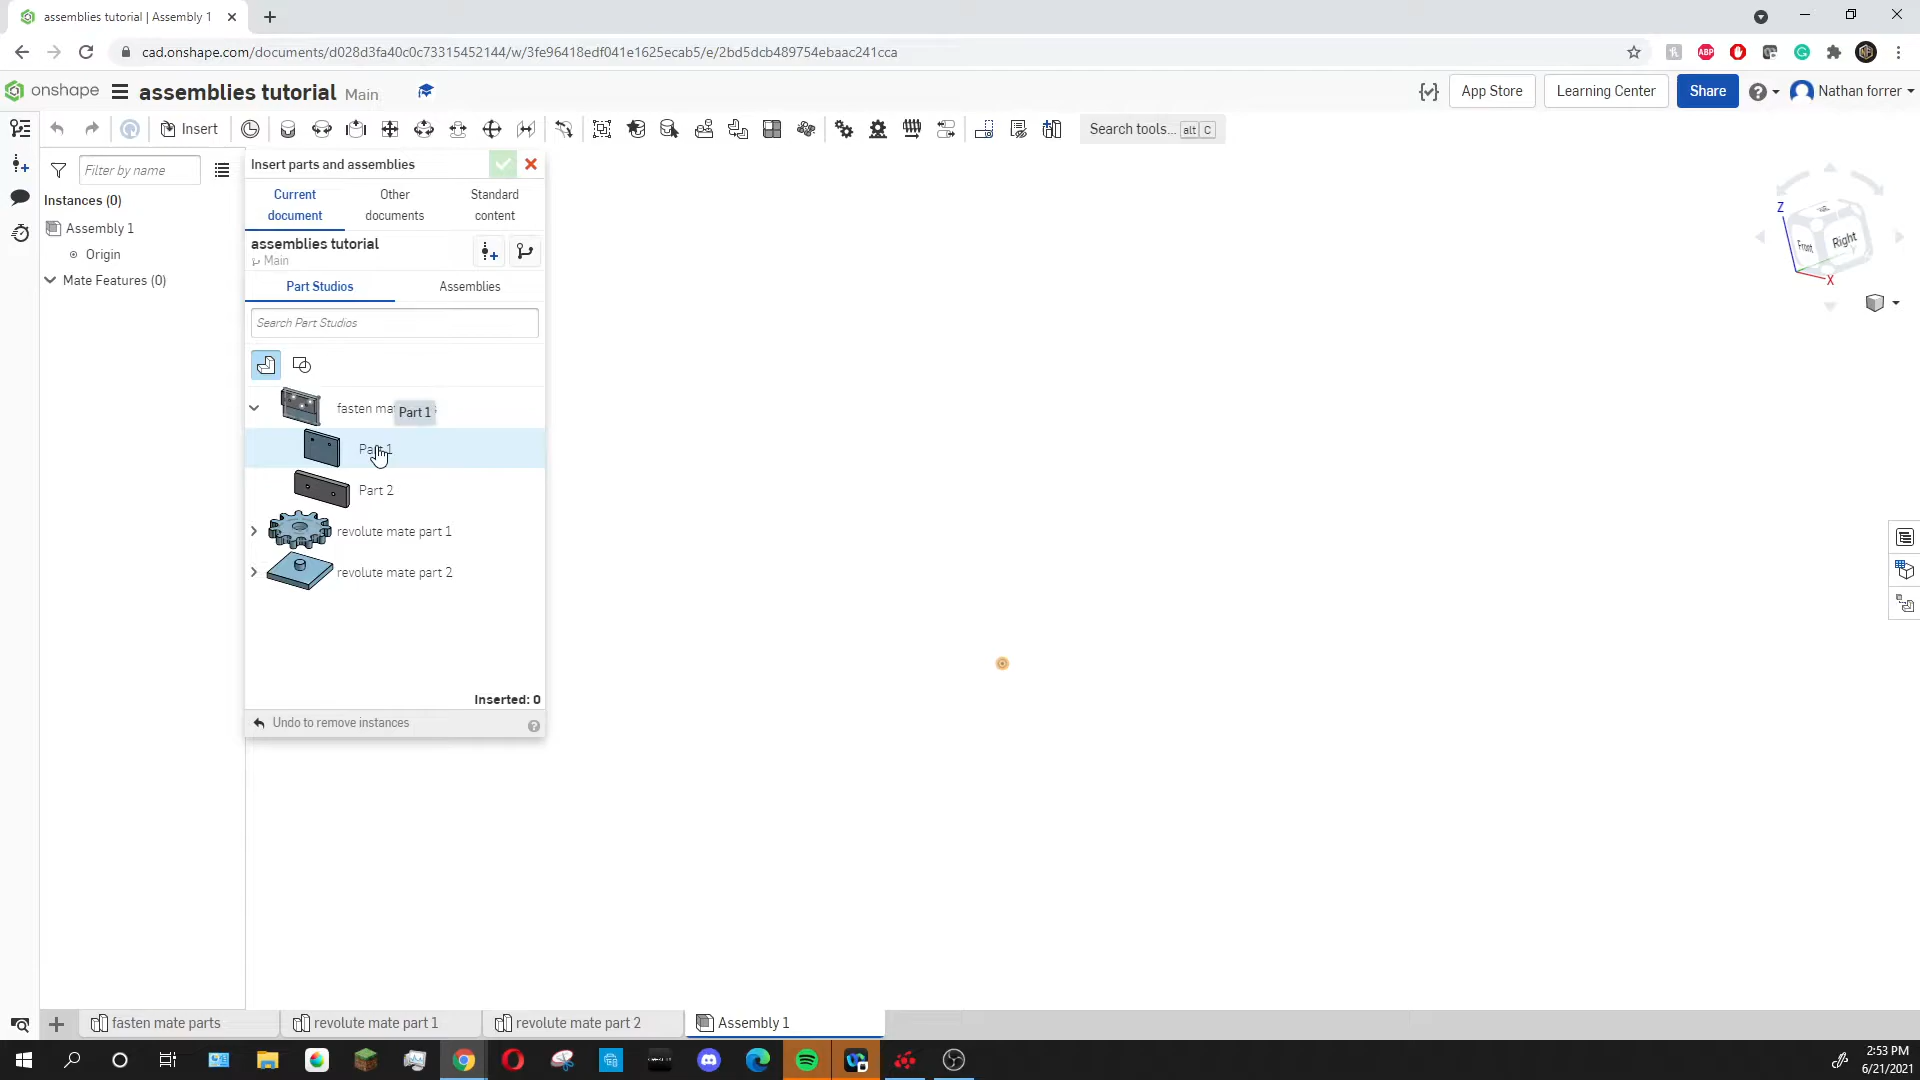 assemblies tutorial | Assembly 1
cad.onshape.com/documents/d028d3fa40c0c73315452144/w/3fe96418edf041e1625ecab5/e/2bd5dcb489754ebaac241cca
ABP
onshape
assemblies tutorial Main
App Store
Learning Center
Share
Nathan forrer
Insert
Search tools... alt C
Filter by name
Instances (0)
Assembly 1
Origin
Mate Features (0)
Insert parts and assemblies
Current document
Other documents
Standard content
assemblies tutorial
Main
Part Studios
Assemblies
Search Part Studios
fasten ma
Part 1
Part 1
Part 2
revolute mate part 1
revolute mate part 2
Inserted: 0
Undo to remove instances
Z
Front
Right
Y
X
fasten mate parts
revolute mate part 1
revolute mate part 2
Assembly 1
2:53 PM
6/21/2021